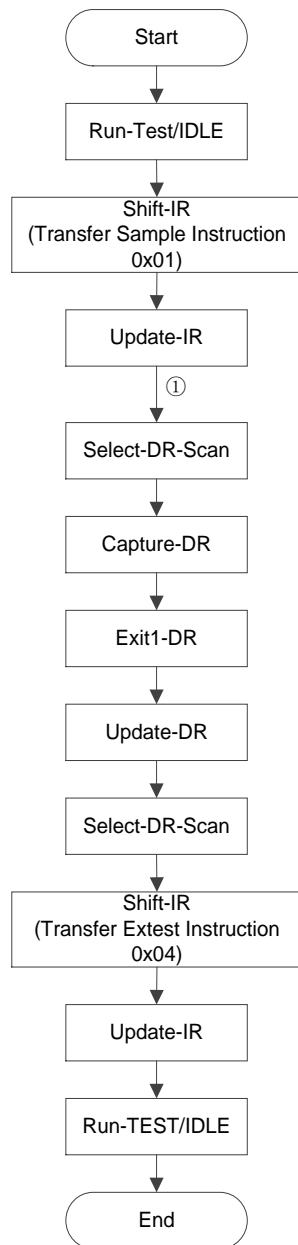 Start
Run-Test/IDLE
Shift-IR
(Transfer Sample Instruction
0x01)
Update-IR
①
Select-DR-Scan
Capture-DR
Exit1-DR
Update-DR
Select-DR-Scan
Shift-IR
(Transfer Extest Instruction
0x04)
Update-IR
Run-TEST/IDLE
End